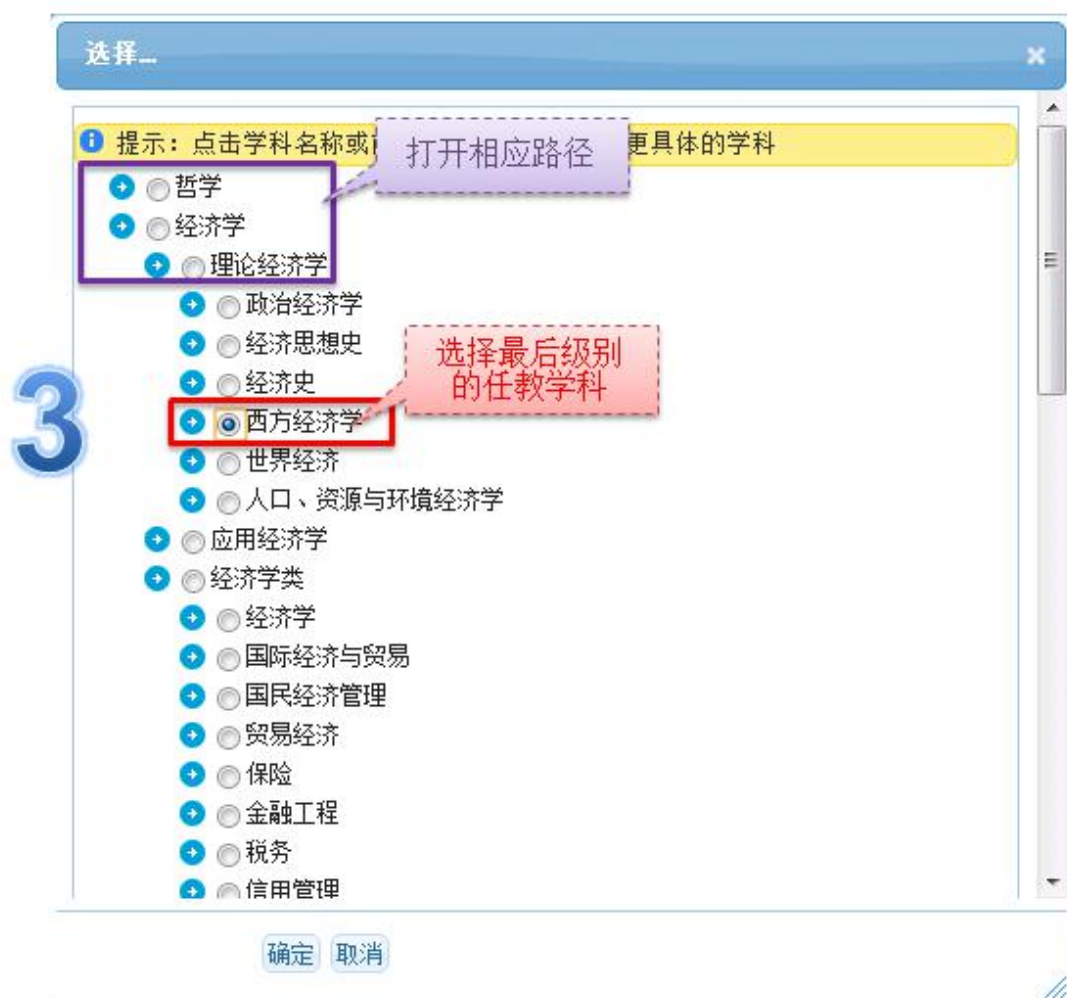 选择...
提示：点击学科名称或
更具体的学科
打开相应路径
哲学
经济学
理论经济学
政治经济学
经济思想史
选择最后级别
的任教学科
经济史
3
西方经济学
世界经济
人口、资源与环境经济学
应用经济学
经济学类
经济学
国际经济与贸易
国民经济管理
贸易经济
保险
金融工程
税务
信用管理
确定 取消